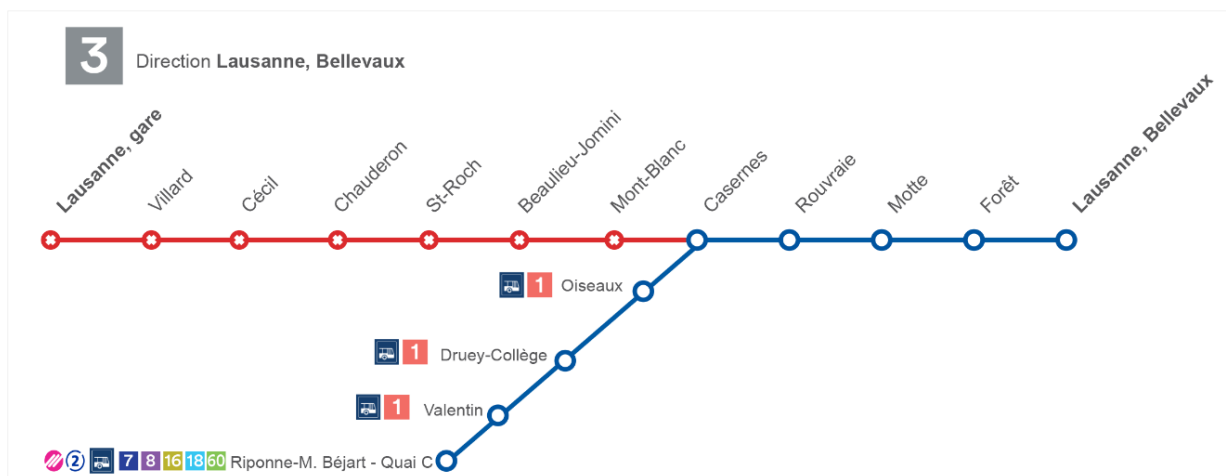 3 Direction Lausanne, Bellevaux
Lausanne, gare
Villard
Cécil
Chauderon
St-Roch
Beaulieu-Jomini
Mont-Blanc
Casernes
Rouvraie
Motte
Forêt
Lausanne, Bellevaux
1 Oiseaux
1 Druey-Collège
1 Valentin
2 7 8 16 18 60 Riponne-M. Béjart - Quai C